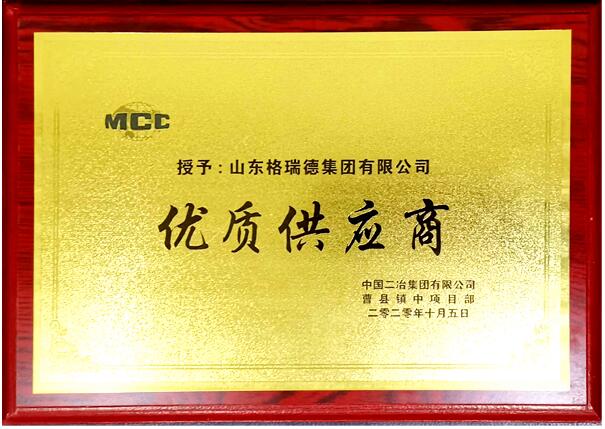 MCC
授予：山东格瑞德集团有限公司
优质供应商
中国二冶集团有限公司
曹县镇中项目部
二零二零年十月五日